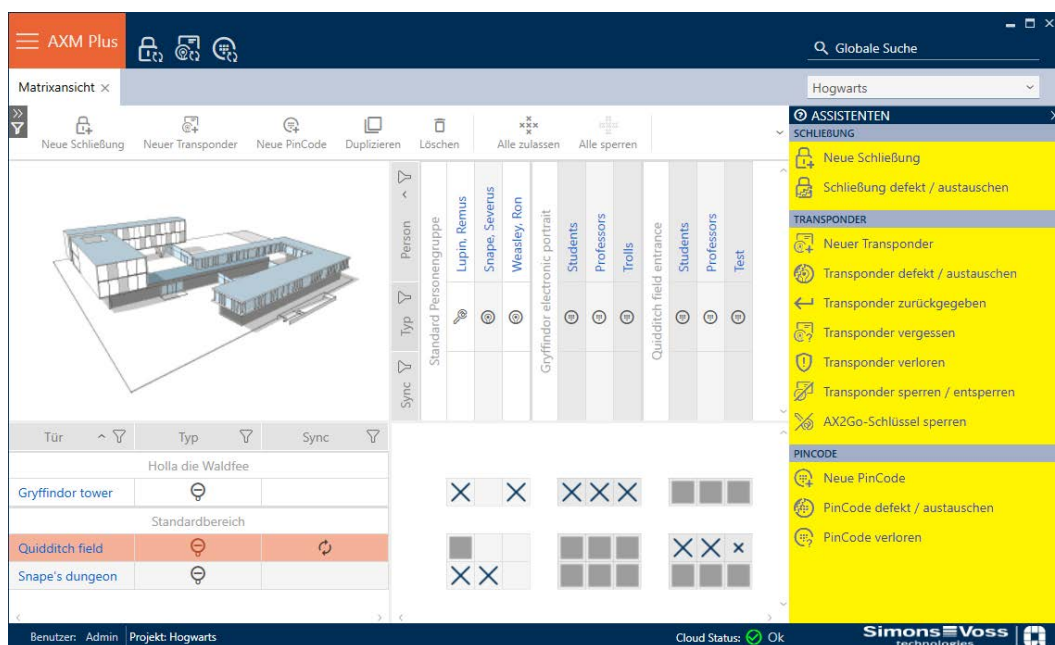 AXM Plus
Globale Suche
Matrixansicht
Hogwarts
Neue Schließung
Neuer Transponder
Neue PinCode
Duplizieren
Löschen
Alle zulassen
Alle sperren
Person
Typ
Sync
Standard Personengruppe
Lupin, Remus
Snape, Severus
Weasley, Ron
Gryffindor electronic portrait
Students
Professors
Trolls
Quidditch field entrance
Students
Professors
Test
Tür
Typ
Sync
Holla die Waldfee
Gryffindor tower
Standardbereich
Quidditch field
Snape's dungeon
ASSISTENTEN
SCHLIEßUNG
Neue Schließung
Schließung defekt / austauschen
TRANSPONDER
Neuer Transponder
Transponder defekt / austauschen
Transponder zurückgegeben
Transponder vergessen
Transponder verloren
Transponder sperren / entsperren
AX2Go-Schlüssel sperren
PINCODE
Neue PinCode
PinCode defekt / austauschen
PinCode verloren
Benutzer: Admin Projekt: Hogwarts
Cloud Status: Ok
Simons Voss
technologies